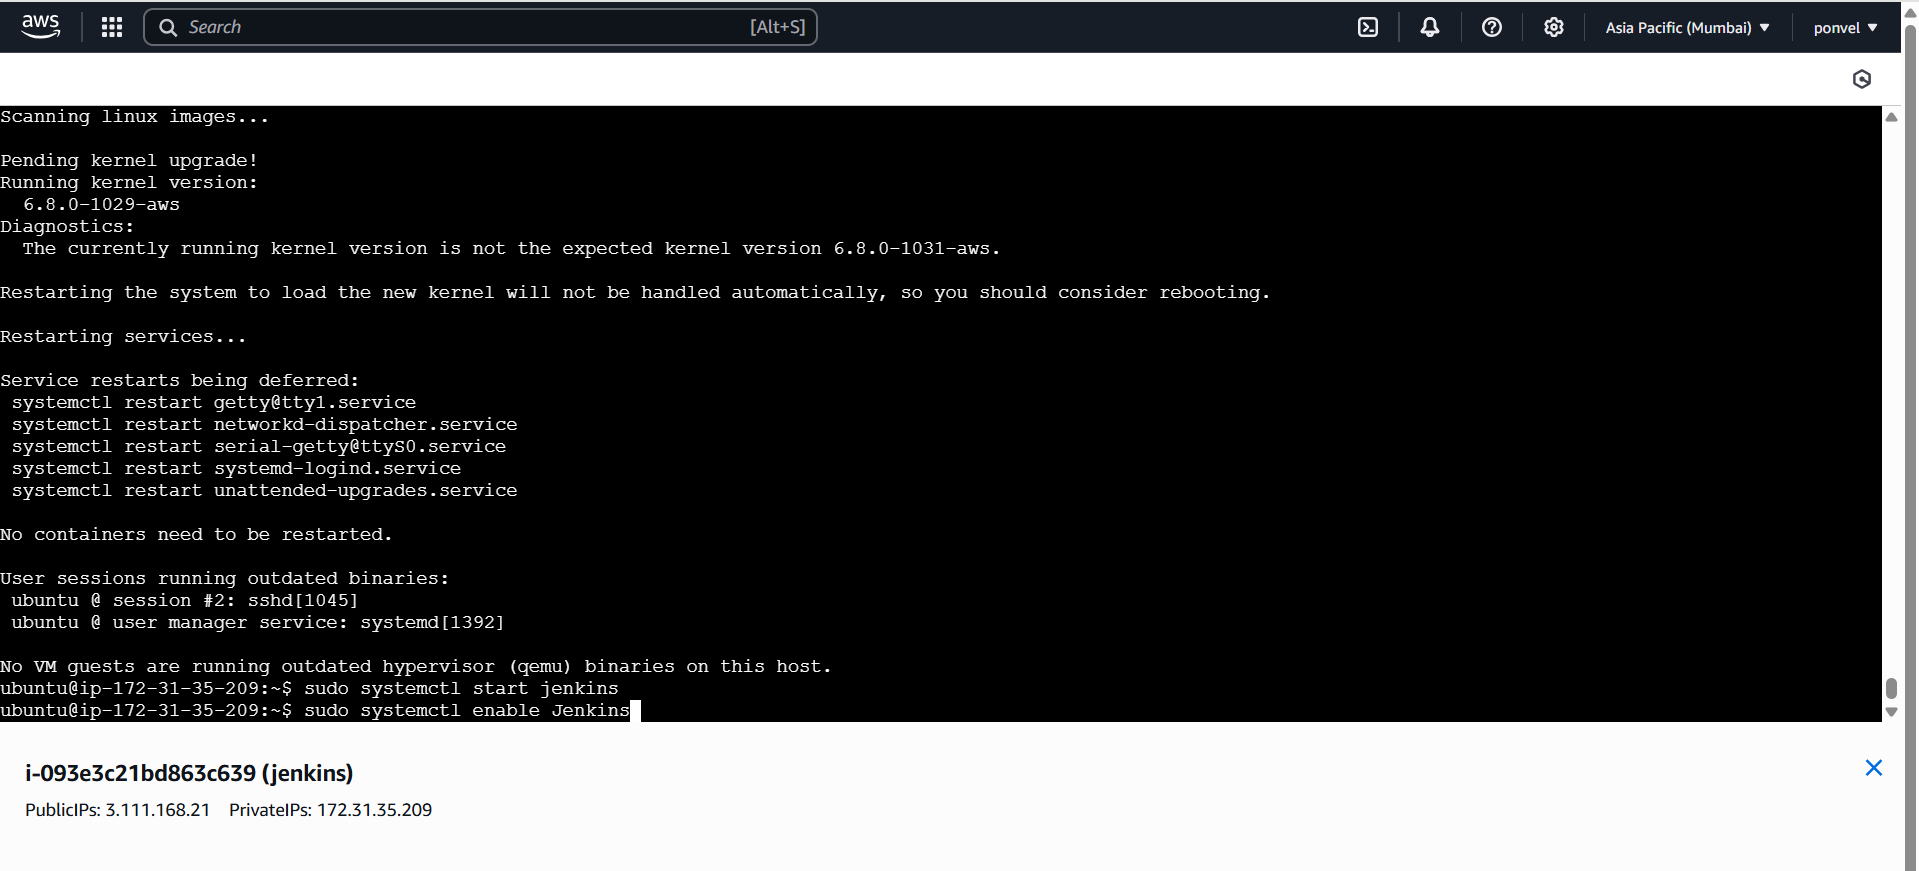 aws
Search [Alt+S]
Asia Pacific (Mumbai)
ponvel
Scanning linux images...
Pending kernel upgrade!
Running kernel version:
6.8.0-1029-aws
Diagnostics:
The currently running kernel version is not the expected kernel version 6.8.0-1031-aws.
Restarting the system to load the new kernel will not be handled automatically, so you should consider rebooting.
Restarting services...
Service restarts being deferred:
systemctl restart getty@tty1.service
systemctl restart networkd-dispatcher.service
systemctl restart serial-getty@ttyS0.service
systemctl restart systemd-logind.service
systemctl restart unattended-upgrades.service
No containers need to be restarted.
User sessions running outdated binaries:
ubuntu @ session #2: sshd[1045]
ubuntu @ user manager service: systemd[1392]
No VM guests are running outdated hypervisor (qemu) binaries on this host.
ubuntu@ip-172-31-35-209:~$ sudo systemctl start jenkins
ubuntu@ip-172-31-35-209:~$ sudo systemctl enable Jenkins
i-093e3c21bd863c639 (jenkins)
PublicIPs: 3.111.168.21 PrivateIPs: 172.31.35.209